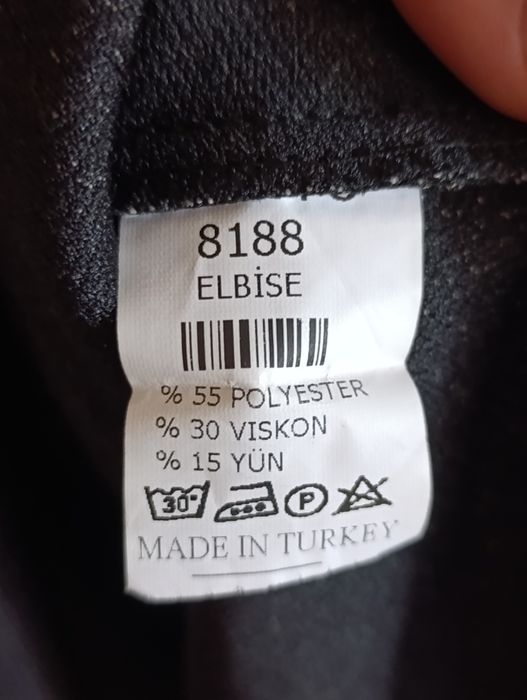 8188
ELBİSE
% 55 POLYESTER
% 30 VISKON
% 15 YÜN
30° P
MADE IN TURKEY